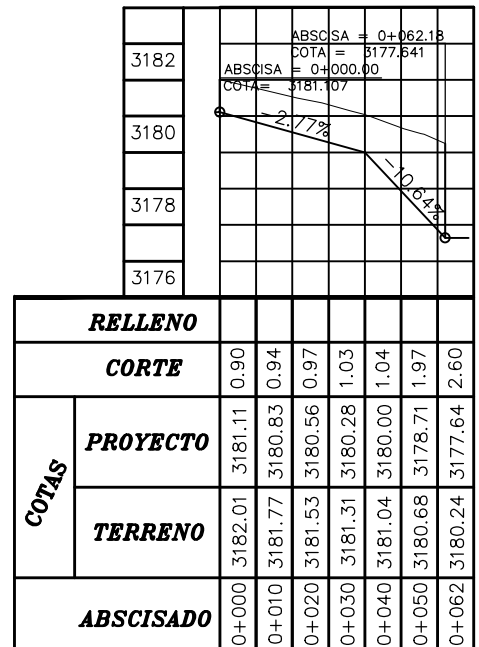 ABSCISA = 0+062.18
COTA = 3177.641
ABSCISA = 0+000.00
COTA= 3181.107
3182
3180
3178
3176
-2.77%
-10.64%
RELLENO
CORTE 0.90 0.94 0.97 1.03 1.04 1.97 2.60
COTAS
PROYECTO 3181.11 3180.83 3180.56 3180.28 3180.00 3178.71 3177.64
TERRENO 3182.01 3181.77 3181.53 3181.31 3181.04 3180.68 3180.24
ABSCISADO 0+000 0+010 0+020 0+030 0+040 0+050 0+062